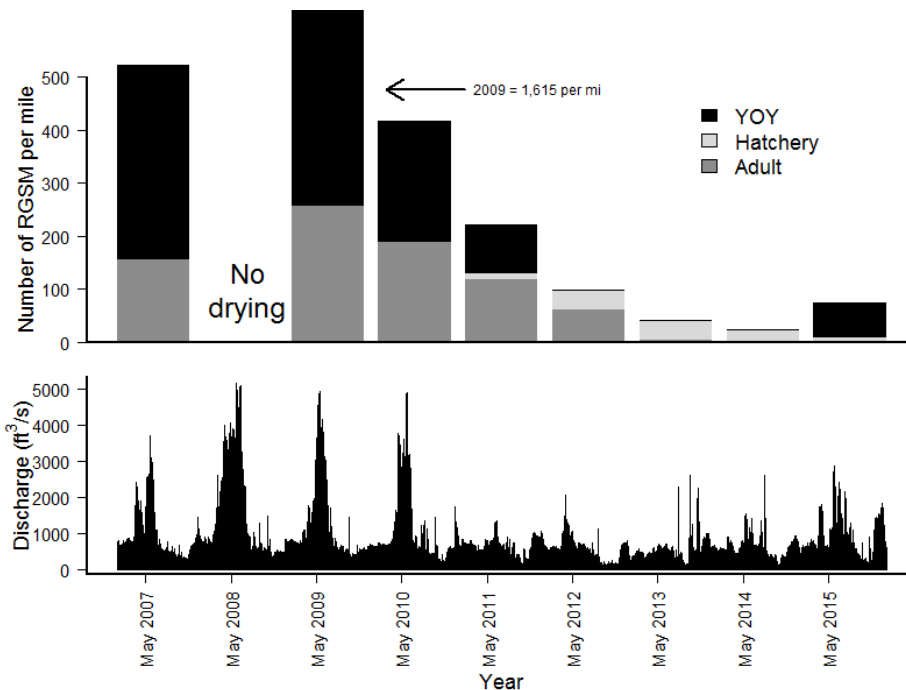 Number of RGSM per mile
500
400
300
200
100
0
2009 = 1,615 per mi
YOY
Hatchery
Adult
No
drying
Discharge (ft³/s)
5000
4000
3000
2000
1000
0
May 2007
May 2008
May 2009
May 2010
May 2011
May 2012
May 2013
May 2014
May 2015
Year